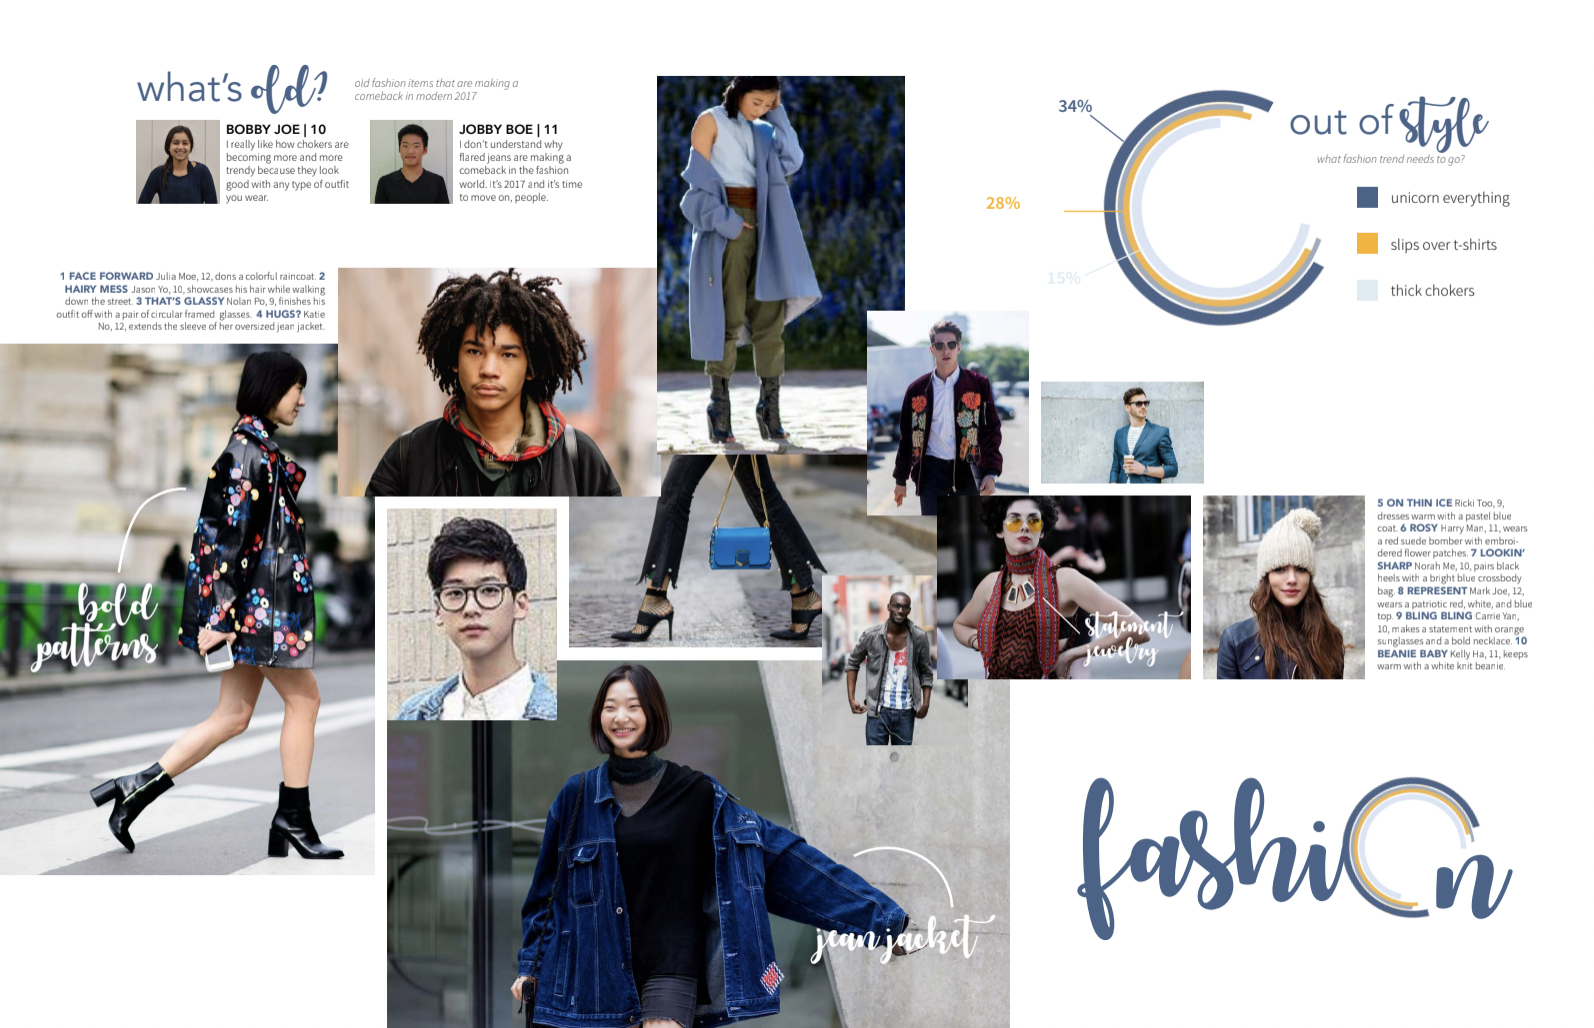 what's old?
old fashion items that are making a
comeback in modern 2017
BOBBY JOE | 10
I really like how chokers are
becoming more and more
trendy because they look
good with any type of outfit
you wear.
JOBBY BOE | 11
I don't understand why
flared jeans are making a
comeback in the fashion
world. It's 2017 and it's time
to move on, people.
1 FACE FORWARD Julia Moe, 12, dons a colorful raincoat. 2
HAIRY MESS Jason Yo, 10, showcases his hair while walking
down the street. 3 THAT'S GLASSY Nolan Po, 9, finishes his
outfit off with a pair of circular framed glasses. 4 HUGS? Katie
No, 12, extends the sleeve of her oversized jean jacket.
bold
patterns
34%
28%
15%
out of style
what fashion trend needs to go?
unicorn everything
slips over t-shirts
thick chokers
statement
jewelry
5 ON THIN ICE Ricki Too, 9,
dresses warm with a pastel blue
coat. 6 ROSY Harry Man, 11, wears
a red suede bomber with embroi-
dered flower patches. 7 LOOKIN'
SHARP Norah Me, 10, pairs black
heels with a bright blue crossbody
bag. 8 REPRESENT Mark Joe, 12,
wears a patriotic red, white, and blue
top. 9 BLING BLING Carrie Yan,
10, makes a statement with orange
sunglasses and a bold necklace. 10
BEANIE BABY Kelly Ha, 11, keeps
warm with a white knit beanie.
jean jacket
fashion